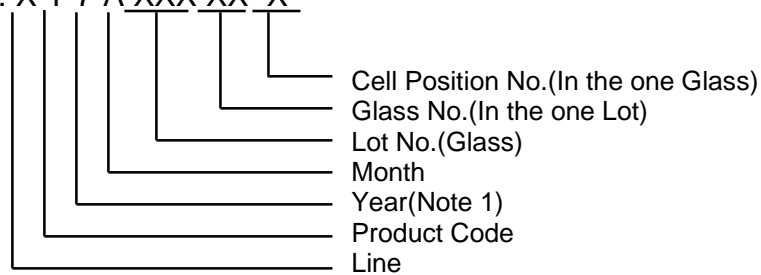 Cell Position No.(In the one Glass)
Glass No.(In the one Lot)
Lot No.(Glass)
Month
Year(Note 1)
Product Code
Line